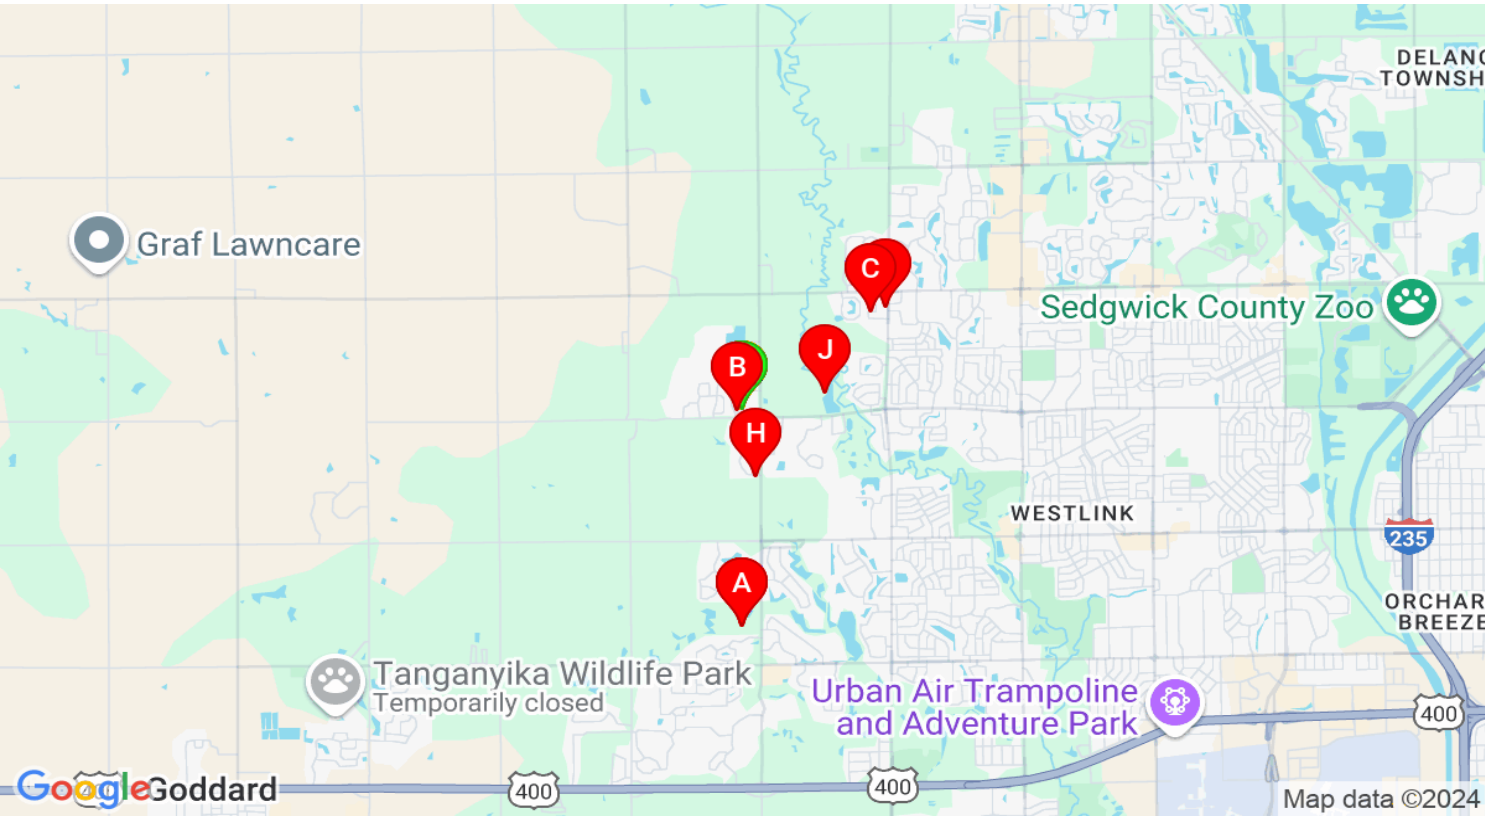 DELANO
TOWNSH
Graf Lawncare
C
Sedgwick County Zoo
J
B
H
WESTLINK
235
A
ORCHAR
BREEZE
Tanganyika Wildlife Park
Temporarily closed
Urban Air Trampoline
and Adventure Park
400
Google
Goddard
400
400
Map data ©2024